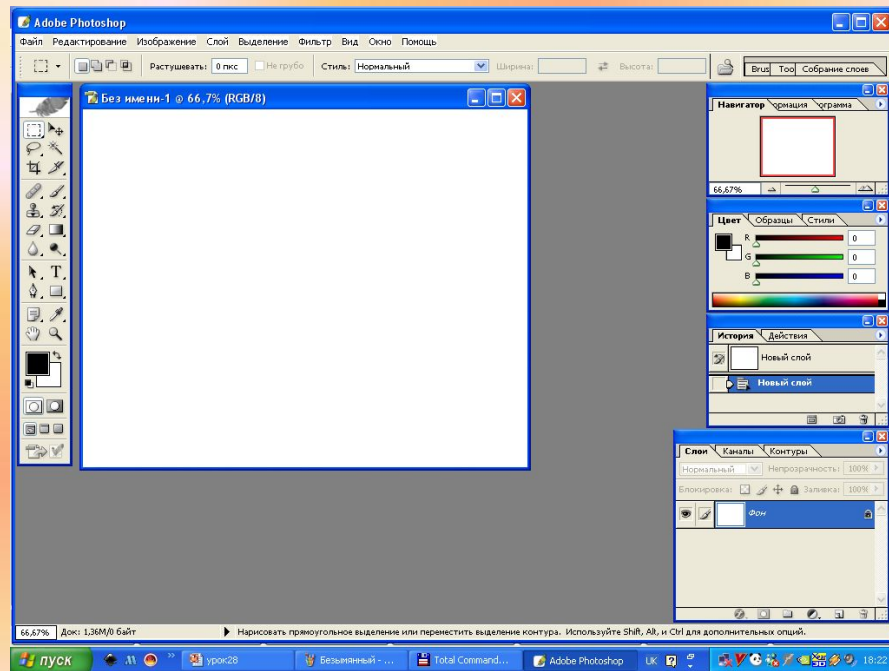 Adobe Photoshop
Файл Редактирование Изображение Слой Выделение Фильтр Вид Окно Помощь
Растушевать: 0 пкс Не грубо Стиль: Нормальный Ширина: Высота: Brus Too Собрание слоев
Без имени-1 @ 66,7% (RGB/8)
Навигатор ормация ограмма
66,67%
Цвет Образцы Стили
R 0
G 0
B 0
История Действия
Новый слой
Новый слой
Слои Каналы Контуры
Нормальный Непрозрачность: 100%
Блокировка: Заливка: 100%
Фон
66,67% Док: 1,36M/0 байт Нарисовать прямоугольное выделение или переместить выделение контура. Используйте Shift, Alt, и Ctrl для дополнительных опций.
пуск урок28 Безымянный - ... Total Command... Adobe Photoshop UK 18:22